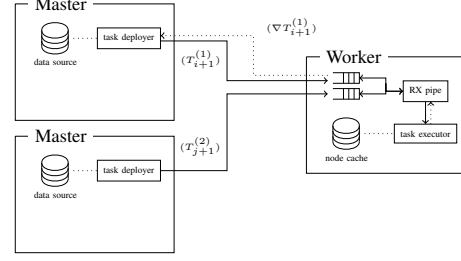 Master
task deployer
data source
(∇T_{i+1}^{(1)})
(T_{i+1}^{(1)})
Worker
RX pipe
task executor
node cache
Master
(T_{j+1}^{(2)})
task deployer
data source